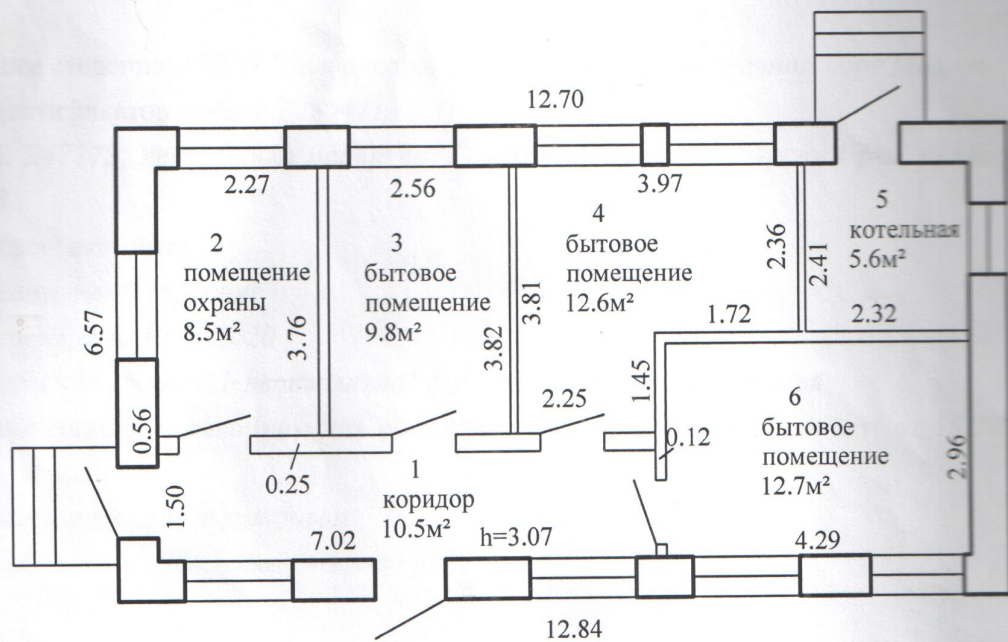 12.70
2.27
2.56
3.97
2
помещение
охраны
8.5м²
3
бытовое
помещение
9.8м²
4
бытовое
помещение
12.6м²
5
котельная
5.6м²
2.36
2.41
6.57
3.76
3.82
3.81
1.72
2.32
1.45
2.25
0.56
0.12
0.25
6
бытовое
помещение
12.7м²
2.96
1
коридор
10.5м²
1.50
7.02
h=3.07
4.29
12.84